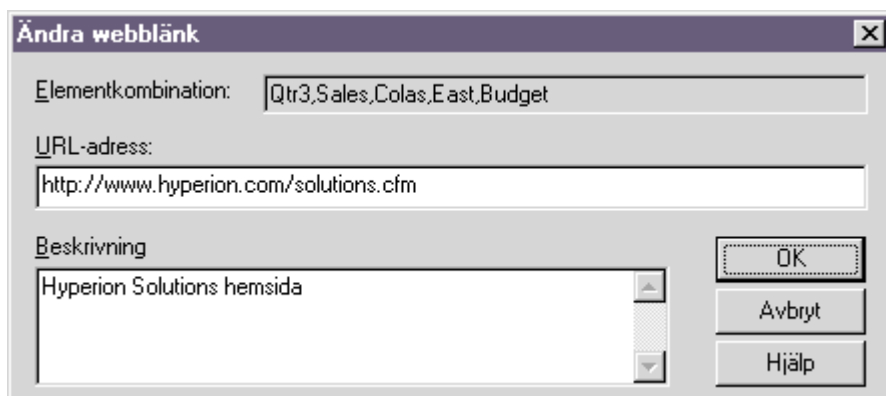 Ändra webblänk
Elementkombination: Qtr3,Sales,Colas,East,Budget
URL-adress:
http://www.hyperion.com/solutions.cfm
Beskrivning
Hyperion Solutions hemsida
OK
Avbryt
Hjälp